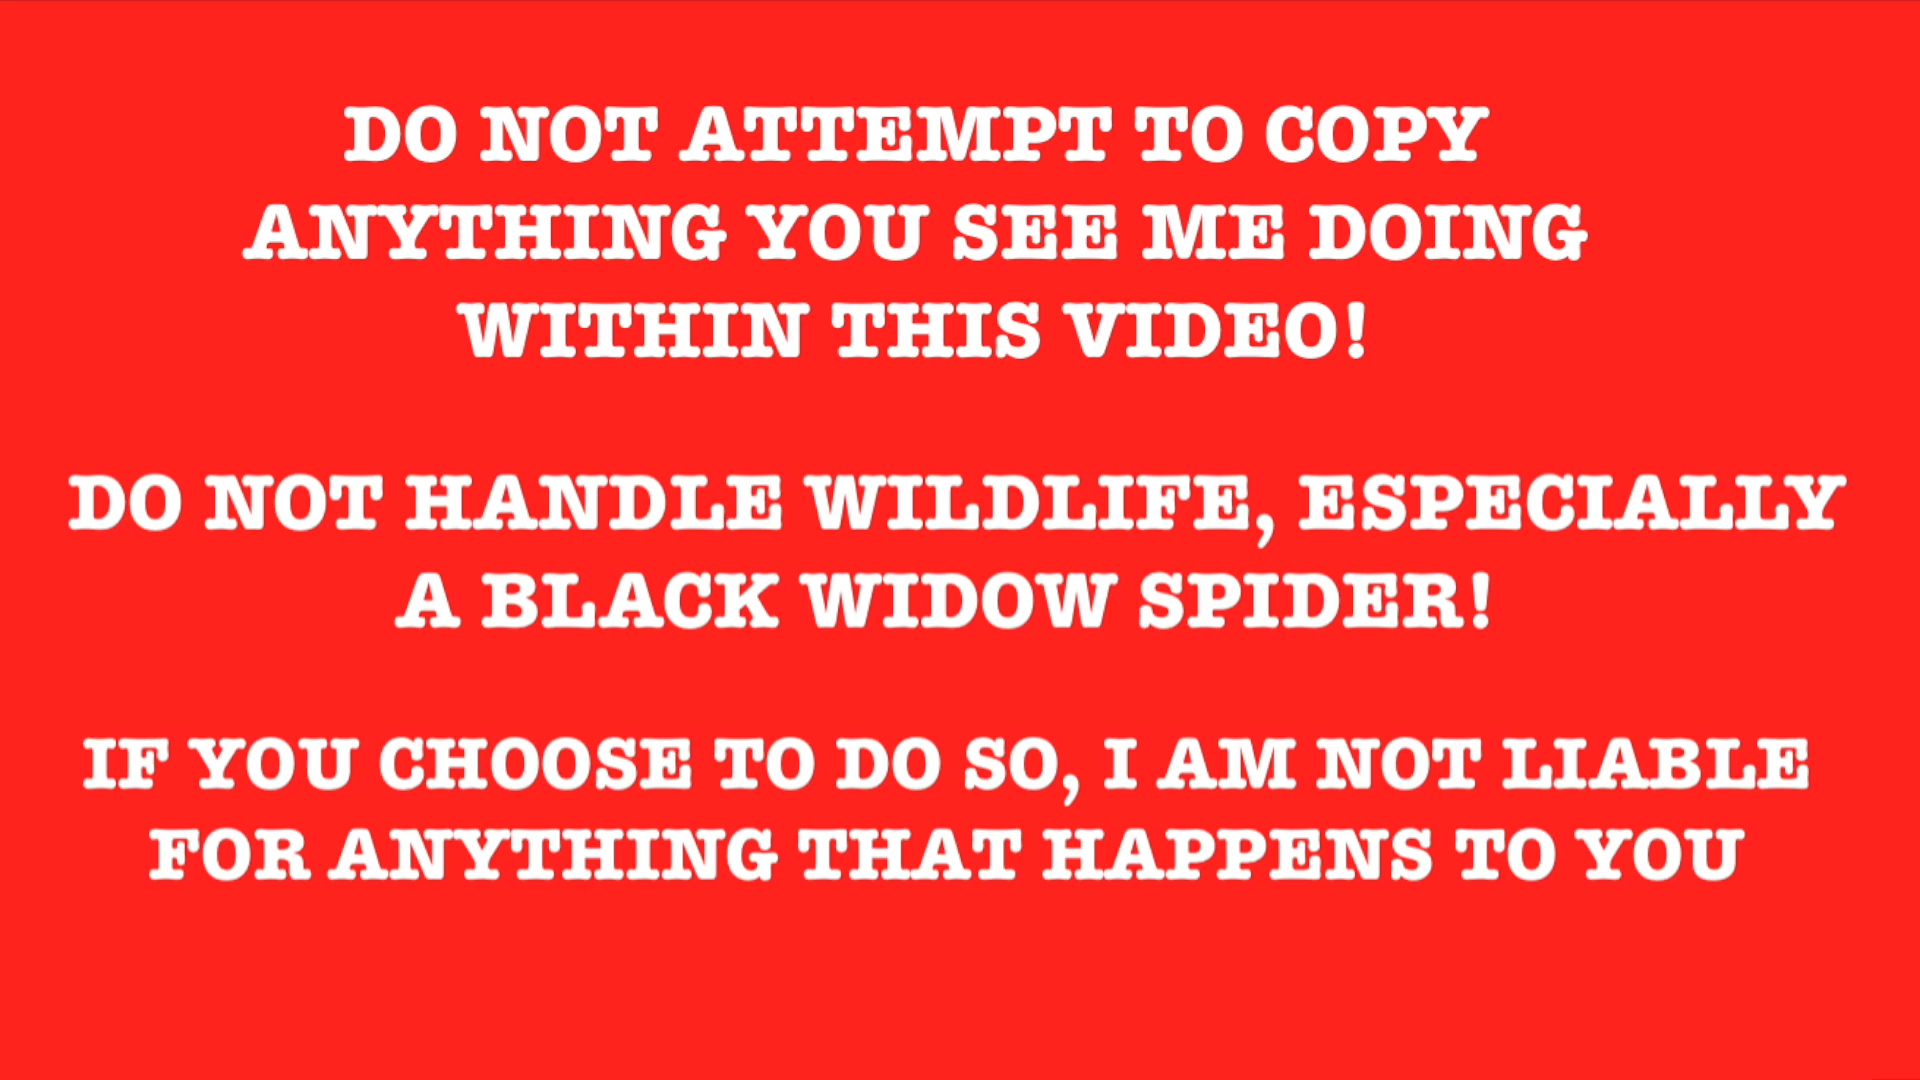 DO NOT ATTEMPT TO COPY
ANYTHING YOU SEE ME DOING
WITHIN THIS VIDEO!
DO NOT HANDLE WILDLIFE, ESPECIALLY
A BLACK WIDOW SPIDER!
IF YOU CHOOSE TO DO SO, I AM NOT LIABLE
FOR ANYTHING THAT HAPPENS TO YOU